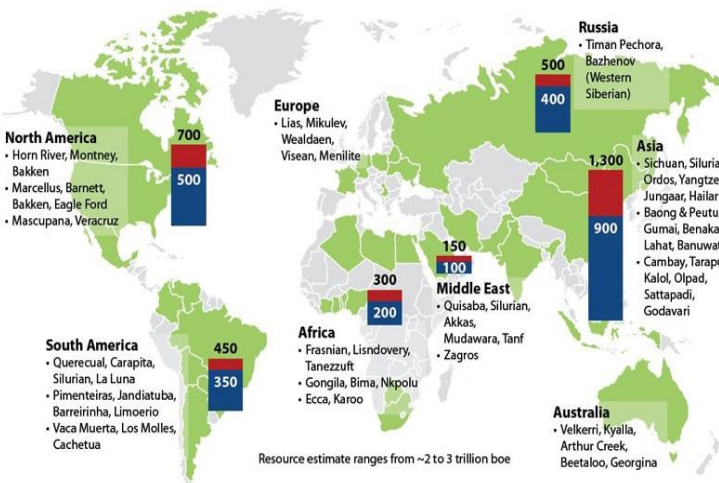 Russia
• Timan Pechora,
Bazhenov
(Western
Siberian)
500
400
Europe
• Lias, Mikulev,
Wealdaen,
Visean, Menilite
North America
• Horn River, Montney,
Bakken
• Marcellus, Barnett,
Bakken, Eagle Ford
• Mascupana, Veracruz
700
500
Asia
• Sichuan, Siluria
Ordos, Yangtze
Jungaar, Hailar
• Baong & Peutu
Gumai, Benaka
Lahat, Banuwat
• Cambay, Tarapu
Kalol, Olpad,
Sattapadi,
Godavari
1,300
900
150
100
Middle East
• Quisaba, Silurian,
Akkas,
Mudawara, Tanf
• Zagros
300
200
Africa
• Frasnian, Lisndovery,
Tanezzuft
• Gongila, Bima, Nkpolu
• Ecca, Karoo
South America
• Querecual, Carapita,
Silurian, La Luna
• Pimenteiras, Jandiatuba,
Barreirinha, Limoerio
• Vaca Muerta, Los Molles,
Cachetua
450
350
Australia
• Velkerri, Kyalla,
Arthur Creek,
Beetaloo, Georgina
Resource estimate ranges from ~2 to 3 trillion boe